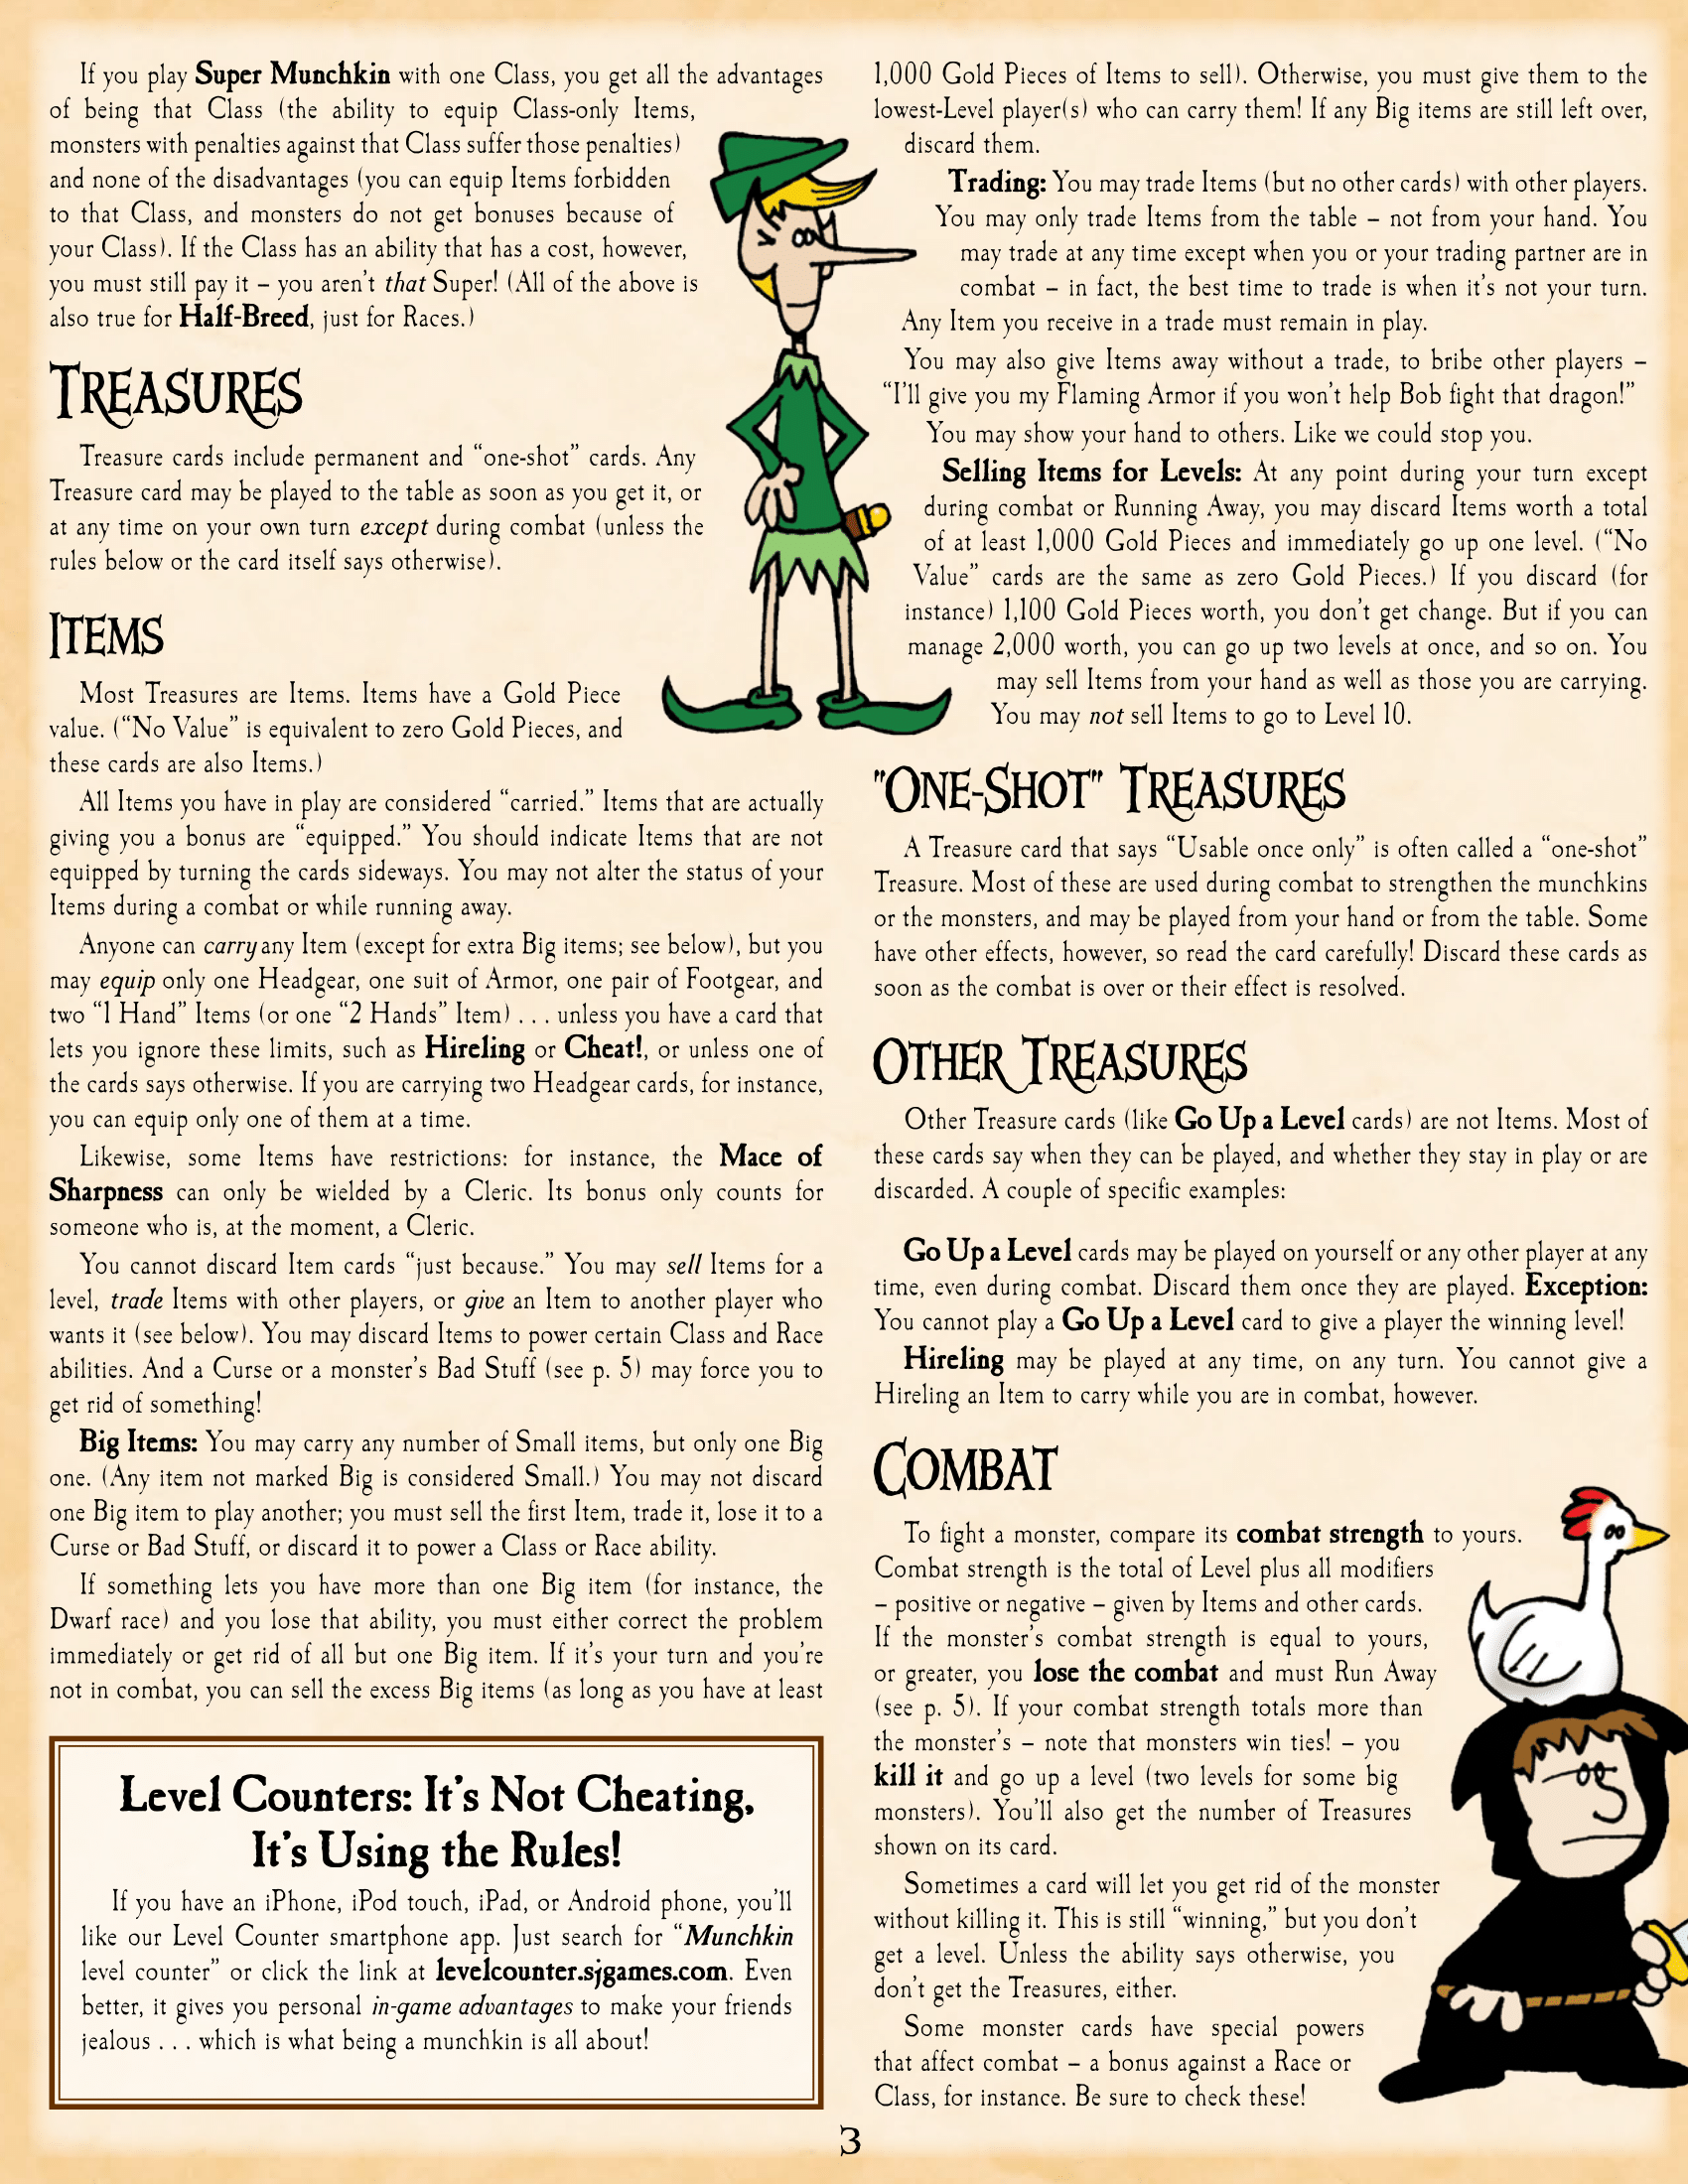 If you play Super Munchkin with one Class, you get all the advantages
of being that Class (the ability to equip Class-only Items,
monsters with penalties against that Class suffer those penalties)
and none of the disadvantages (you can equip Items forbidden
to that Class, and monsters do not get bonuses because of
your Class). If the Class has an ability that has a cost, however,
you must still pay it – you aren't that Super! (All of the above is
also true for Half-Breed, just for Races.)
TREASURES
Treasure cards include permanent and “one-shot” cards. Any
Treasure card may be played to the table as soon as you get it, or
at any time on your own turn except during combat (unless the
rules below or the card itself says otherwise).
ITEMS
Most Treasures are Items. Items have a Gold Piece
value. (“No Value” is equivalent to zero Gold Pieces, and
these cards are also Items.)
All Items you have in play are considered “carried.” Items that are actually
giving you a bonus are “equipped.” You should indicate Items that are not
equipped by turning the cards sideways. You may not alter the status of your
Items during a combat or while running away.
Anyone can carry any Item (except for extra Big items; see below), but you
may equip only one Headgear, one suit of Armor, one pair of Footgear, and
two “1 Hand” Items (or one “2 Hands” Item) . . . unless you have a card that
lets you ignore these limits, such as Hireling or Cheat!, or unless one of
the cards says otherwise. If you are carrying two Headgear cards, for instance,
you can equip only one of them at a time.
Likewise, some Items have restrictions: for instance, the Mace of
Sharpness can only be wielded by a Cleric. Its bonus only counts for
someone who is, at the moment, a Cleric.
You cannot discard Item cards “just because.” You may sell Items for a
level, trade Items with other players, or give an Item to another player who
wants it (see below). You may discard Items to power certain Class and Race
abilities. And a Curse or a monster's Bad Stuff (see p. 5) may force you to
get rid of something!
Big Items: You may carry any number of Small items, but only one Big
one. (Any item not marked Big is considered Small.) You may not discard
one Big item to play another; you must sell the first Item, trade it, lose it to a
Curse or Bad Stuff, or discard it to power a Class or Race ability.
If something lets you have more than one Big item (for instance, the
Dwarf race) and you lose that ability, you must either correct the problem
immediately or get rid of all but one Big item. If it's your turn and you're
not in combat, you can sell the excess Big items (as long as you have at least
Level Counters: It's Not Cheating,
It's Using the Rules!
If you have an iPhone, iPod touch, iPad, or Android phone, you'll
like our Level Counter smartphone app. Just search for “Munchkin
level counter” or click the link at levelcounter.sjgames.com. Even
better, it gives you personal in-game advantages to make your friends
jealous . . . which is what being a munchkin is all about!
1,000 Gold Pieces of Items to sell). Otherwise, you must give them to the
lowest-Level player(s) who can carry them! If any Big items are still left over,
discard them.
Trading: You may trade Items (but no other cards) with other players.
You may only trade Items from the table – not from your hand. You
may trade at any time except when you or your trading partner are in
combat – in fact, the best time to trade is when it's not your turn.
Any Item you receive in a trade must remain in play.
You may also give Items away without a trade, to bribe other players –
“I'll give you my Flaming Armor if you won't help Bob fight that dragon!”
You may show your hand to others. Like we could stop you.
Selling Items for Levels: At any point during your turn except
during combat or Running Away, you may discard Items worth a total
of at least 1,000 Gold Pieces and immediately go up one level. (“No
Value” cards are the same as zero Gold Pieces.) If you discard (for
instance) 1,100 Gold Pieces worth, you don't get change. But if you can
manage 2,000 worth, you can go up two levels at once, and so on. You
may sell Items from your hand as well as those you are carrying.
You may not sell Items to go to Level 10.
"ONE-SHOT" TREASURES
A Treasure card that says “Usable once only” is often called a “one-shot”
Treasure. Most of these are used during combat to strengthen the munchkins
or the monsters, and may be played from your hand or from the table. Some
have other effects, however, so read the card carefully! Discard these cards as
soon as the combat is over or their effect is resolved.
OTHER TREASURES
Other Treasure cards (like Go Up a Level cards) are not Items. Most of
these cards say when they can be played, and whether they stay in play or are
discarded. A couple of specific examples:
Go Up a Level cards may be played on yourself or any other player at any
time, even during combat. Discard them once they are played. Exception:
You cannot play a Go Up a Level card to give a player the winning level!
Hireling may be played at any time, on any turn. You cannot give a
Hireling an Item to carry while you are in combat, however.
COMBAT
To fight a monster, compare its combat strength to yours.
Combat strength is the total of Level plus all modifiers
– positive or negative – given by Items and other cards.
If the monster's combat strength is equal to yours,
or greater, you lose the combat and must Run Away
(see p. 5). If your combat strength totals more than
the monster's – note that monsters win ties! – you
kill it and go up a level (two levels for some big
monsters). You'll also get the number of Treasures
shown on its card.
Sometimes a card will let you get rid of the monster
without killing it. This is still “winning,” but you don't
get a level. Unless the ability says otherwise, you
don't get the Treasures, either.
Some monster cards have special powers
that affect combat – a bonus against a Race or
Class, for instance. Be sure to check these!
3